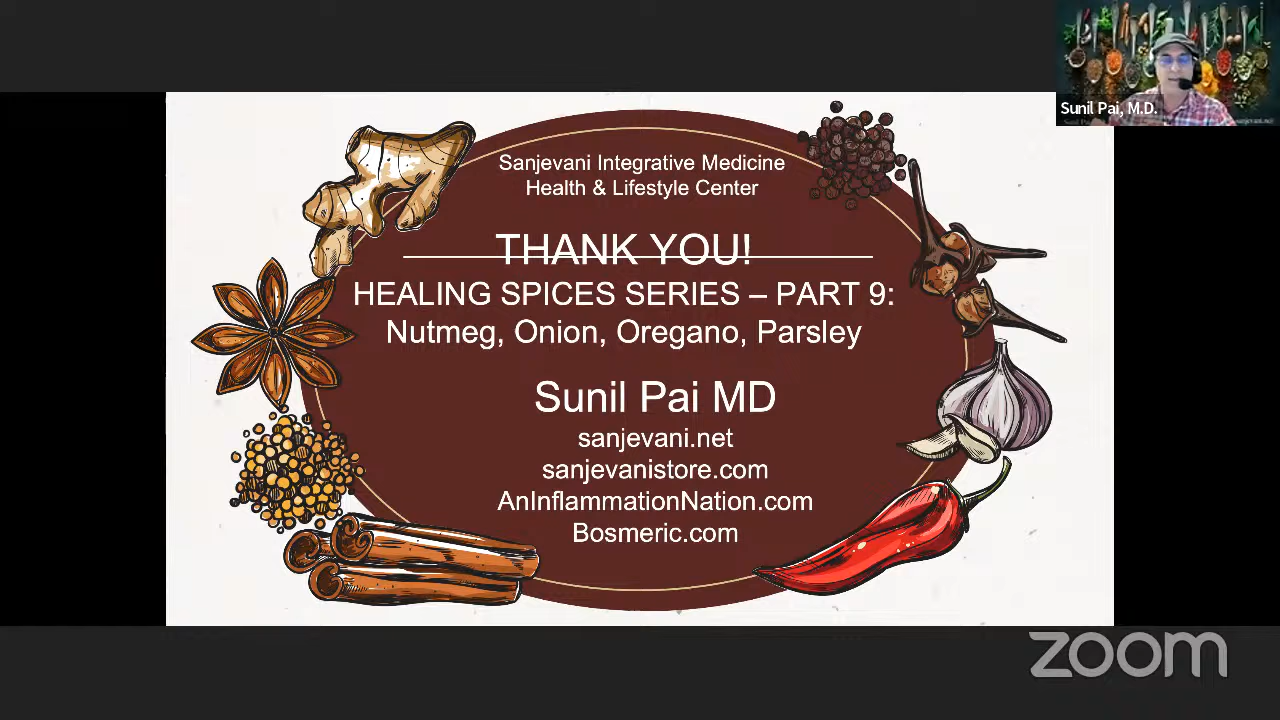 Sunil Pai, M.D.
Sanjevani Integrative Medicine
Health & Lifestyle Center
THANK YOU!
HEALING SPICES SERIES – PART 9:
Nutmeg, Onion, Oregano, Parsley
Sunil Pai MD
sanjevani.net
sanjevanistore.com
AnInflammationNation.com
Bosmeric.com
zoom